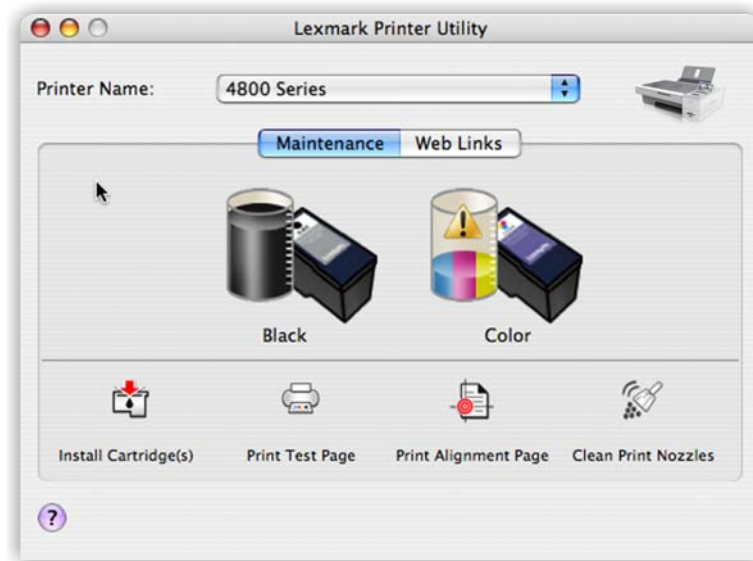 Lexmark Printer Utility
Printer Name:
4800 Series
Maintenance
Web Links
Black
Color
Install Cartridge(s)
Print Test Page
Print Alignment Page
Clean Print Nozzles
?